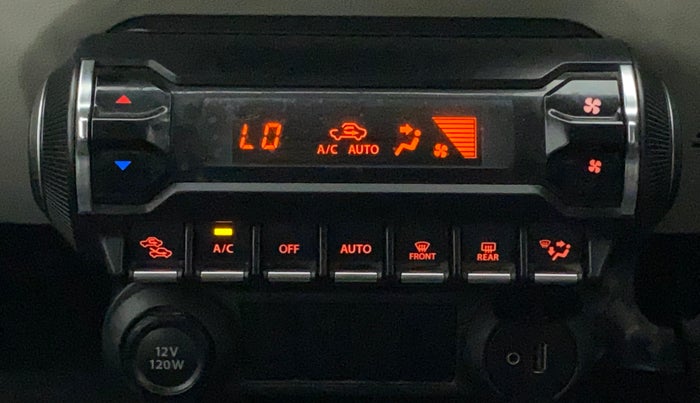 LO
A/C AUTO
A/C
OFF
AUTO
FRONT
REAR
12V
120W